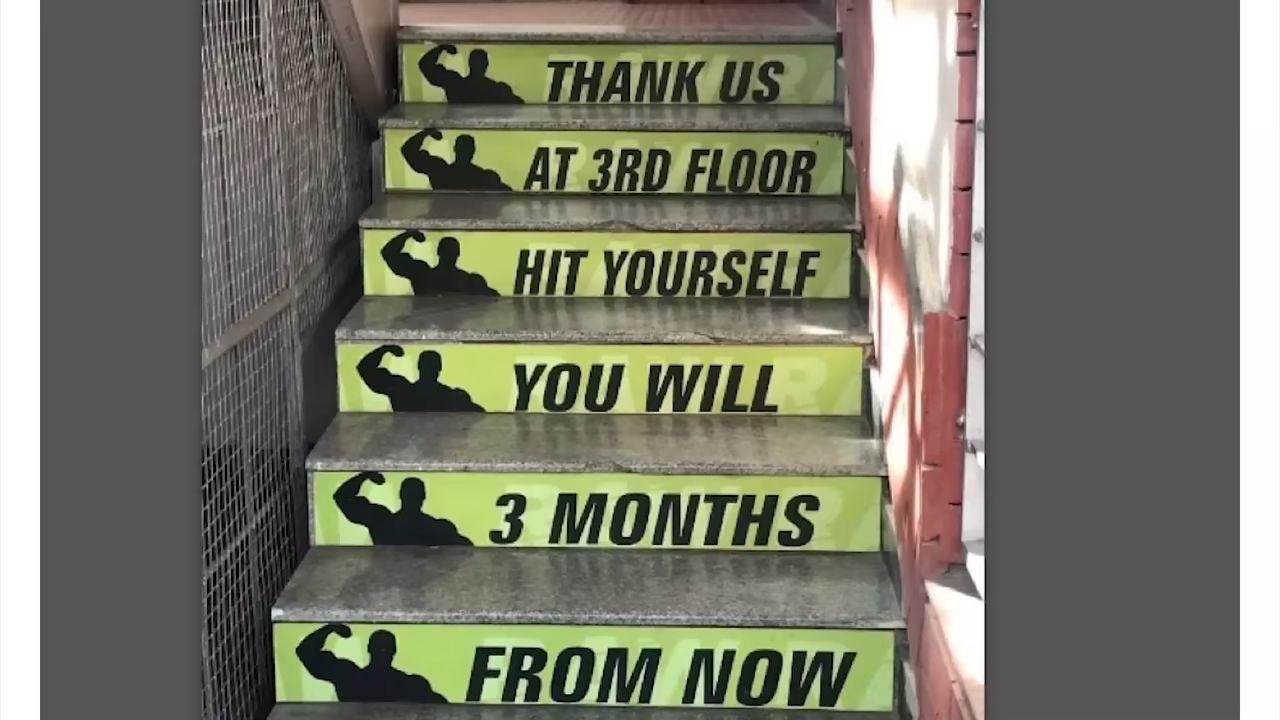 THANK US
AT 3RD FLOOR
HIT YOURSELF
YOU WILL
3 MONTHS
FROM NOW